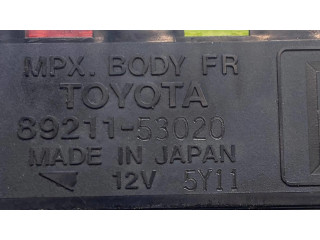 MPX. BODY FR
TOYOTA
89211-53020
MADE IN JAPAN
12V 5Y11